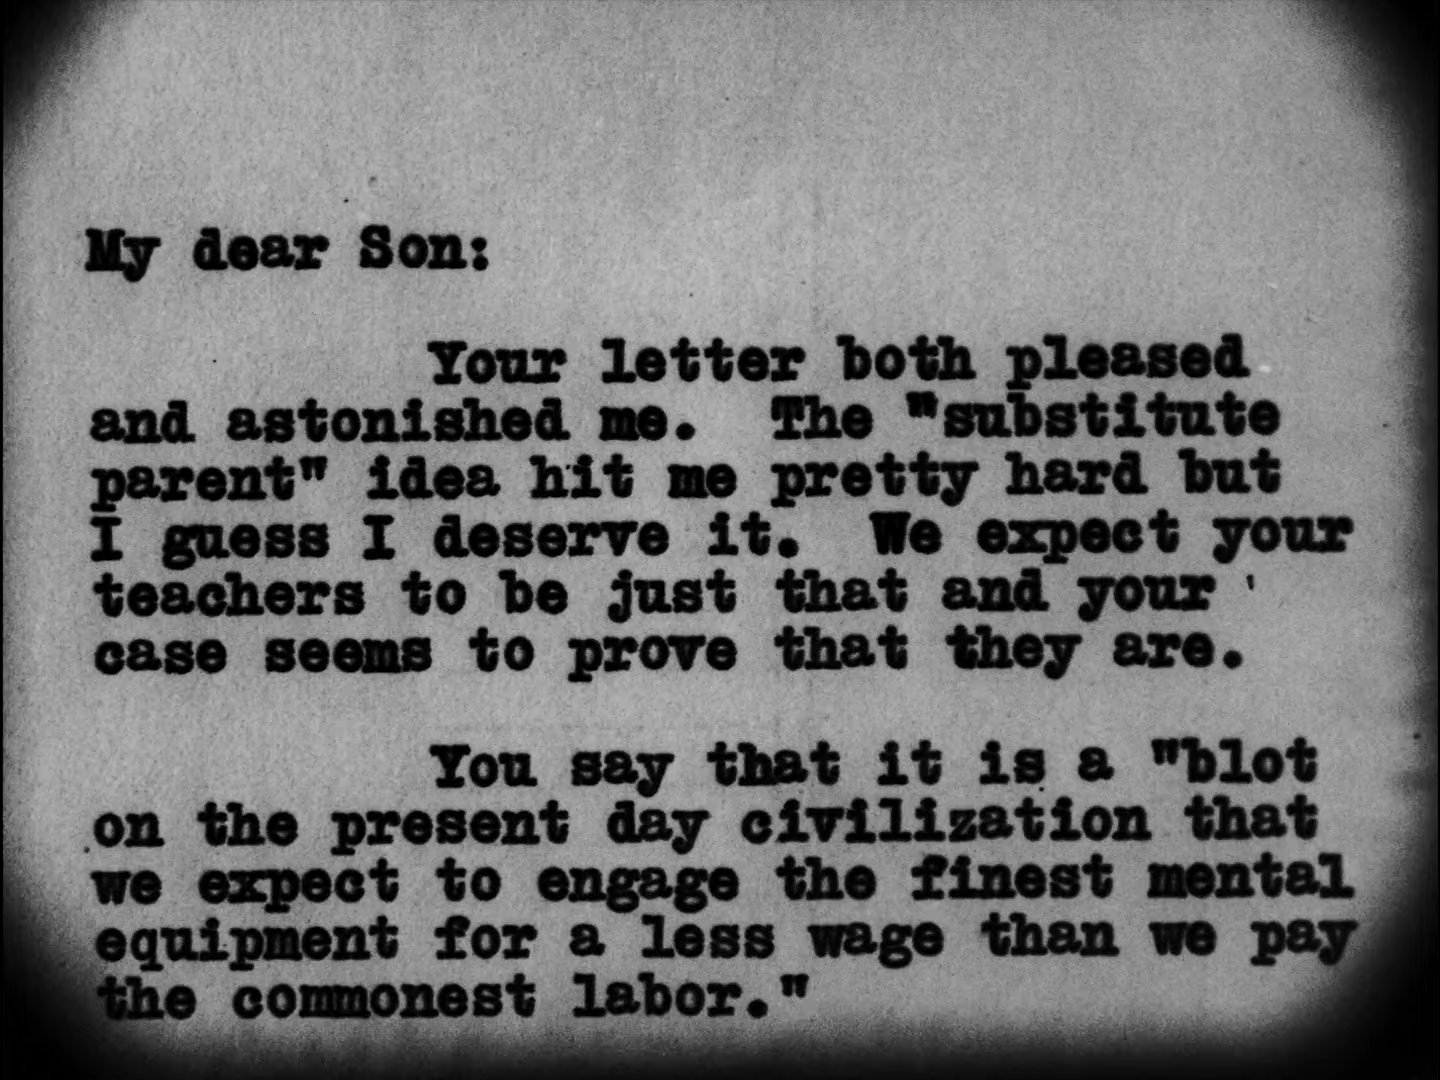 My dear Son:
Your letter both pleased
and astonished me. The "substitute
parent" idea hit me pretty hard but
I guess I deserve it. We expect your
teachers to be just that and your
case seems to prove that they are.
You say that it is a "blot
on the present day civilization that
we expect to engage the finest mental
equipment for a less wage than we pay
the commonest labor."